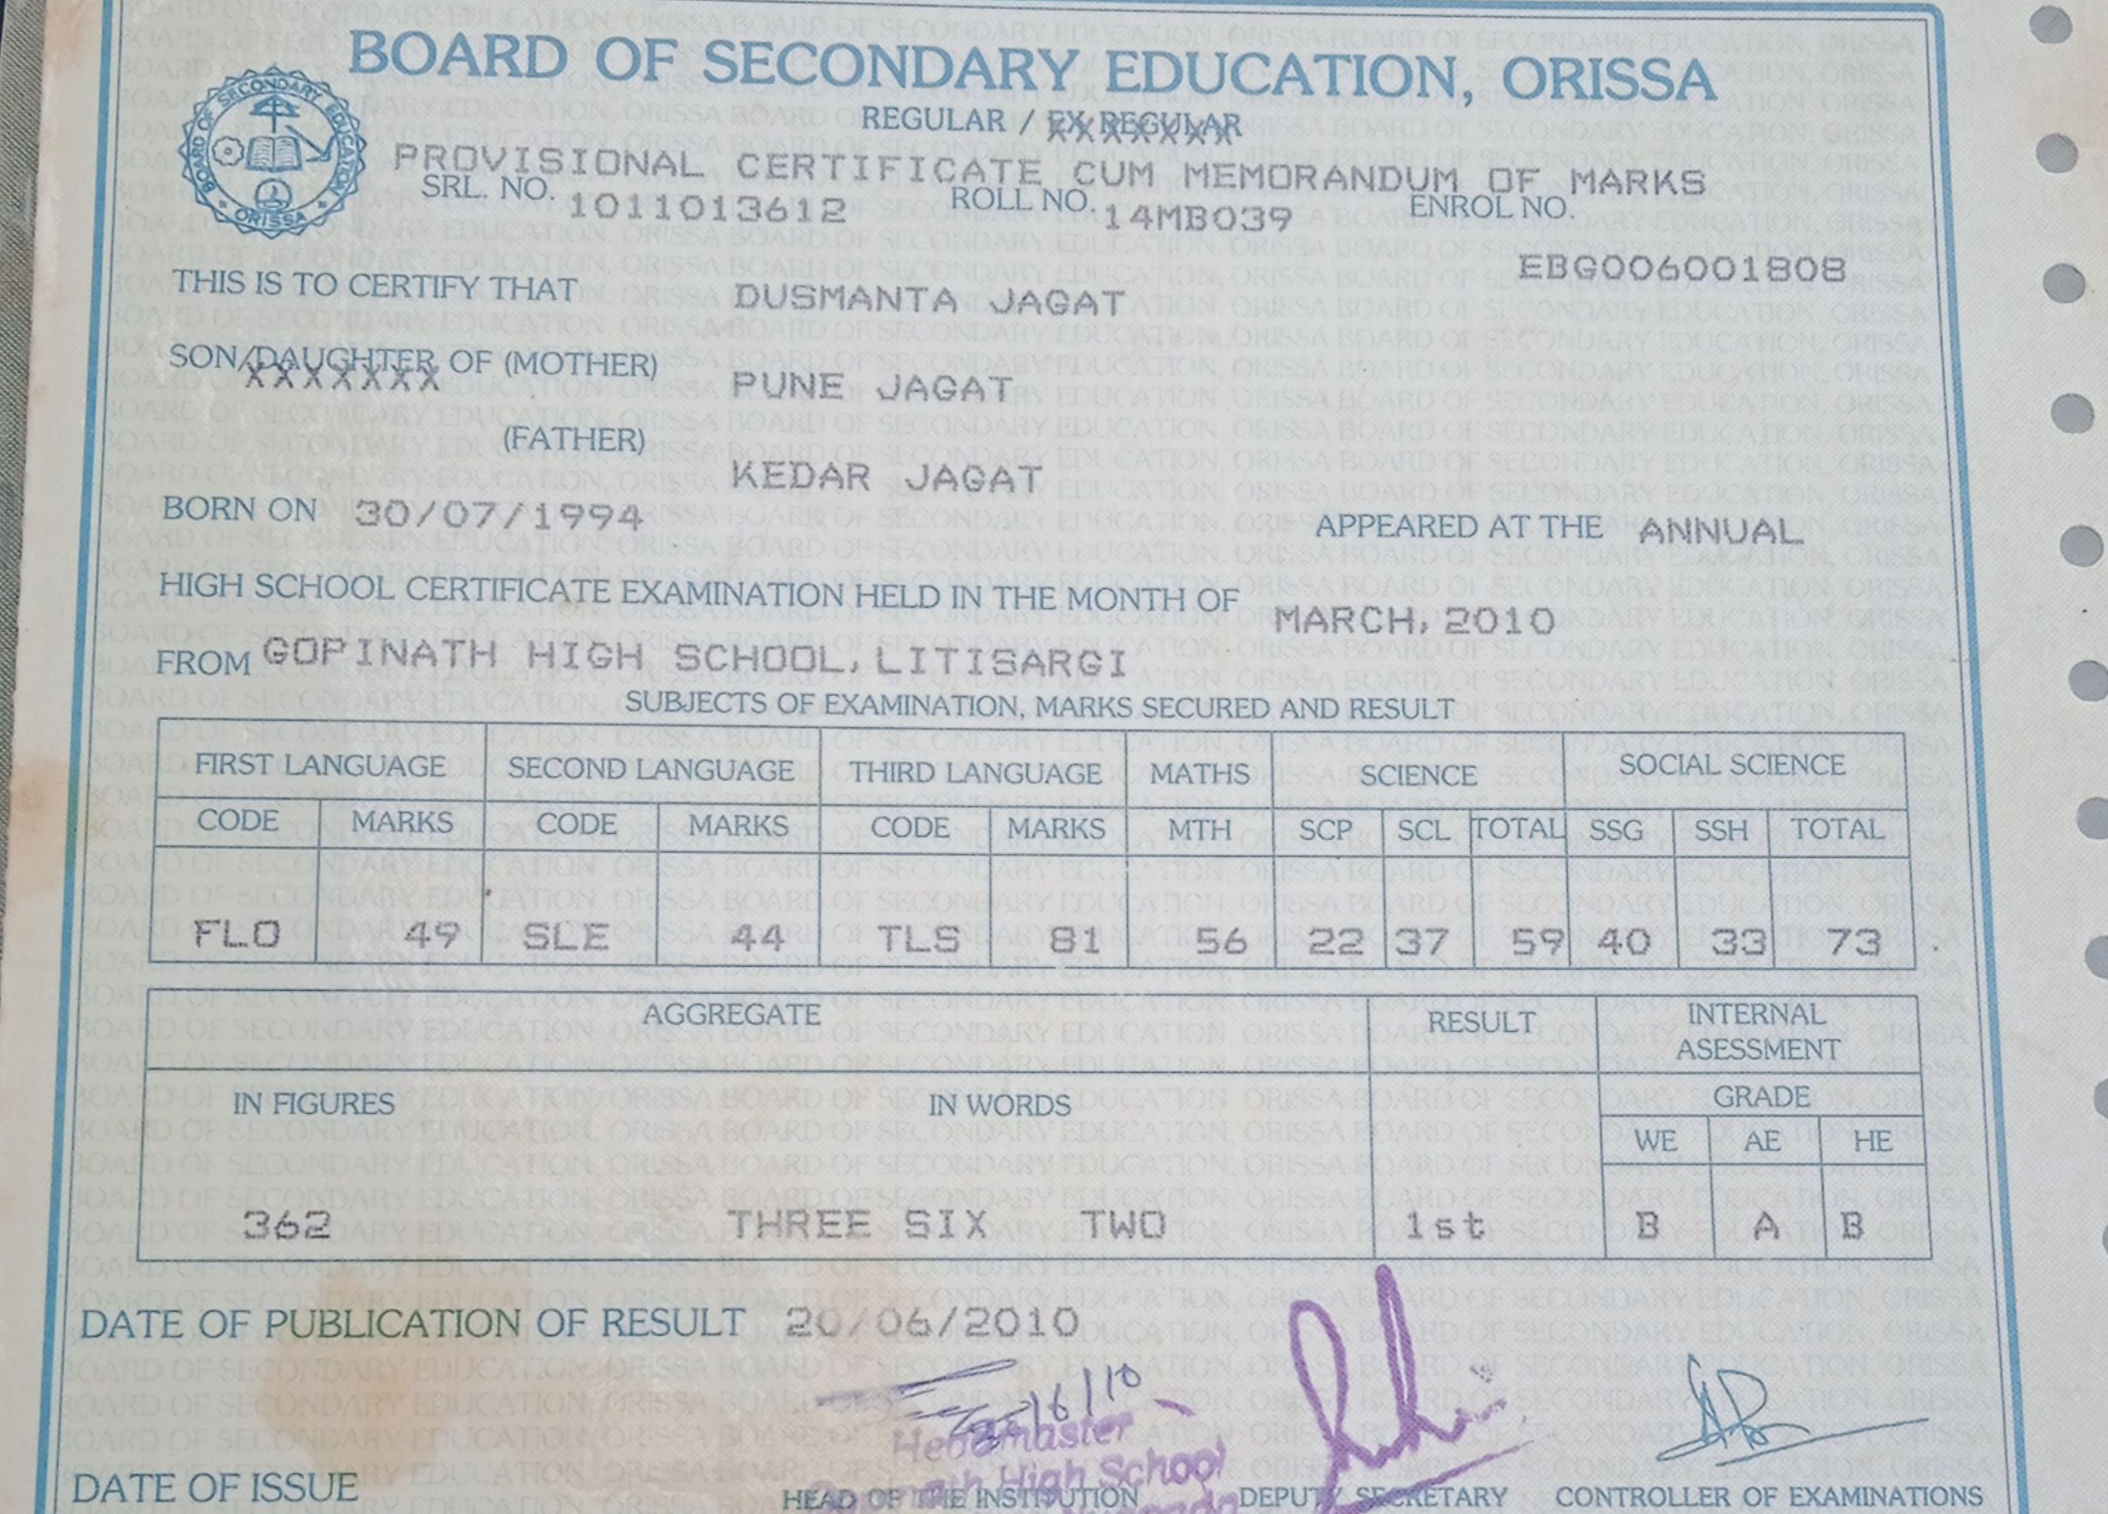 BOARD OF SECONDARY EDUCATION, ORISSA
BOARD OF SECONDARY EDUCATION ORISSA
REGULAR / EX REGULAR
PROVISIONAL CERTIFICATE CUM MEMORANDUM OF MARKS
SRL. NO. 1011013612 ROLL NO. 14MB039 ENROL NO. EBG006001808
THIS IS TO CERTIFY THAT DUSMANTA JAGAT
SON/DAUGHTER OF (MOTHER) PUNE JAGAT
(FATHER) KEDAR JAGAT
BORN ON 30/07/1994 APPEARED AT THE ANNUAL
HIGH SCHOOL CERTIFICATE EXAMINATION HELD IN THE MONTH OF MARCH, 2010
FROM GOPINATH HIGH SCHOOL, LITISARGI
SUBJECTS OF EXAMINATION, MARKS SECURED AND RESULT
FIRST LANGUAGE SECOND LANGUAGE THIRD LANGUAGE MATHS SCIENCE SOCIAL SCIENCE
CODE MARKS CODE MARKS CODE MARKS MTH SCP SCL TOTAL SSG SSH TOTAL
FLO 49 SLE 44 TLS 81 56 22 37 59 40 33 73
AGGREGATE RESULT INTERNAL ASESSMENT
IN FIGURES IN WORDS GRADE
WE AE HE
362 THREE SIX TWO 1st B A B
DATE OF PUBLICATION OF RESULT 20/06/2010
Headmaster
High School
DATE OF ISSUE HEAD OF THE INSTITUTION DEPUTY SECRETARY CONTROLLER OF EXAMINATIONS